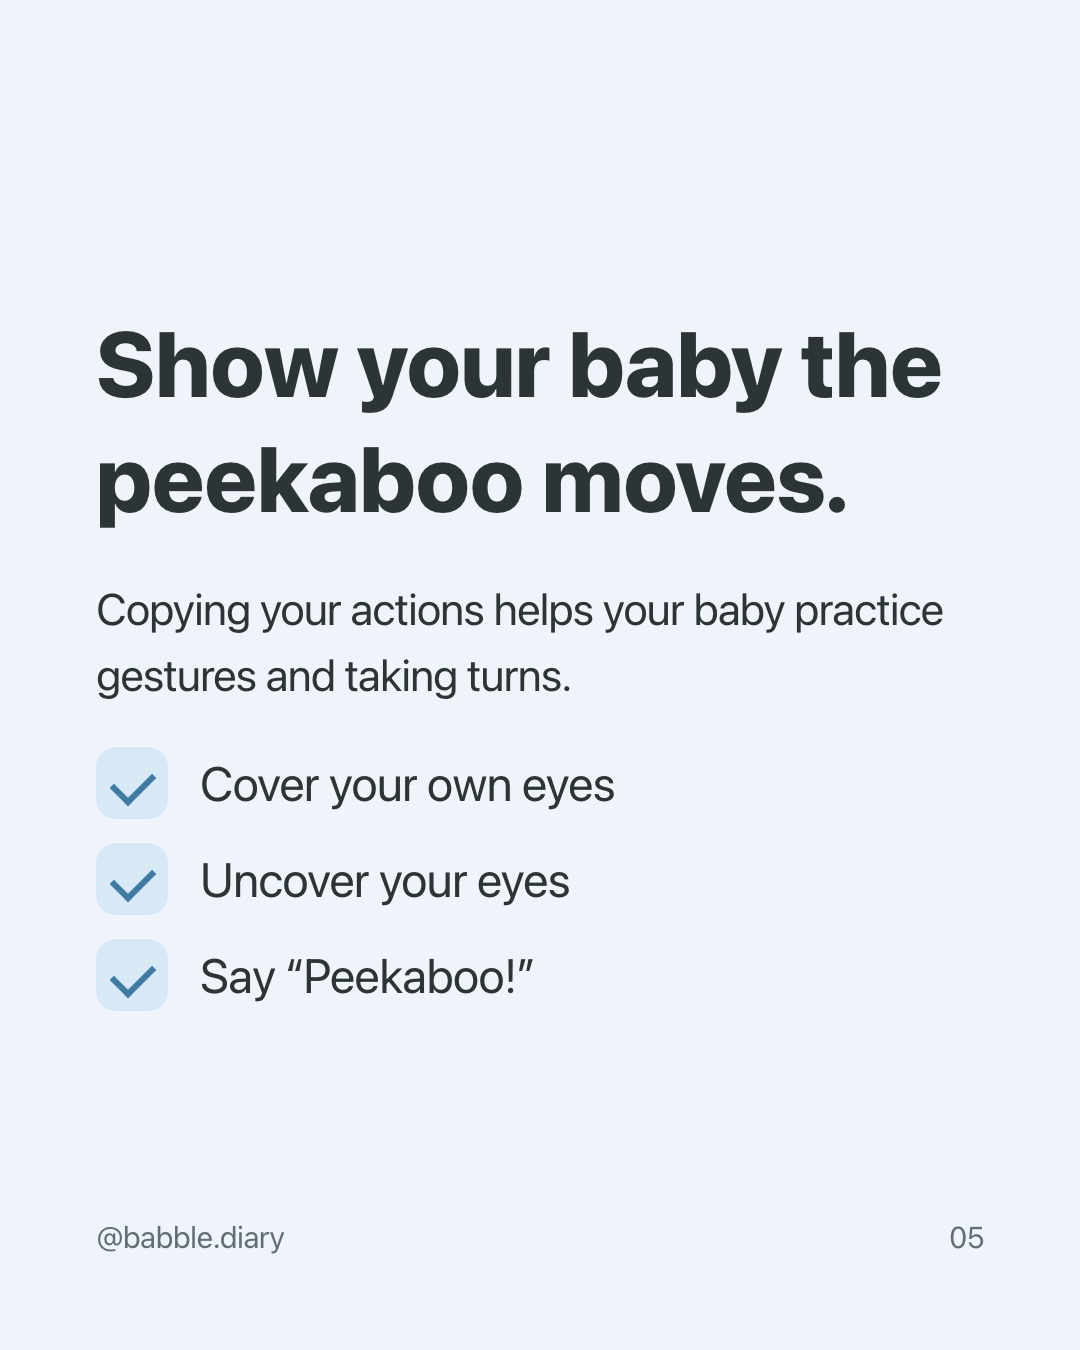 Show your baby the
peekaboo moves.
Copying your actions helps your baby practice
gestures and taking turns.
Cover your own eyes
Uncover your eyes
Say “Peekaboo!”
@babble.diary
05